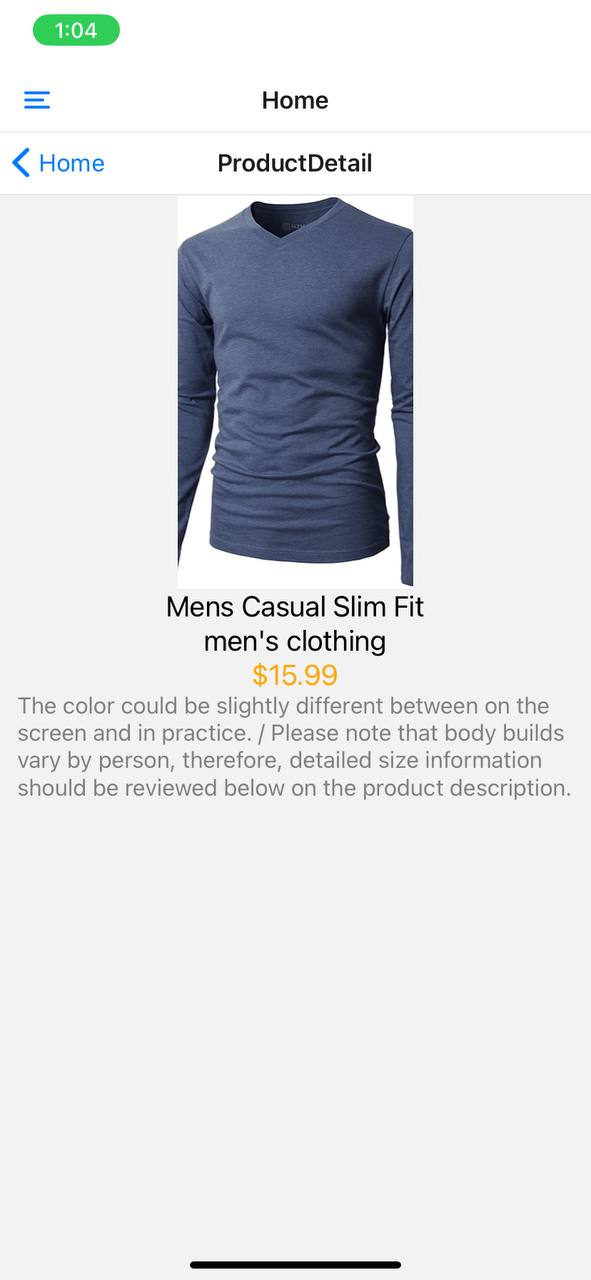 1:04
Home
Home
ProductDetail
Mens Casual Slim Fit
men's clothing
$15.99
The color could be slightly different between on the
screen and in practice. / Please note that body builds
vary by person, therefore, detailed size information
should be reviewed below on the product description.